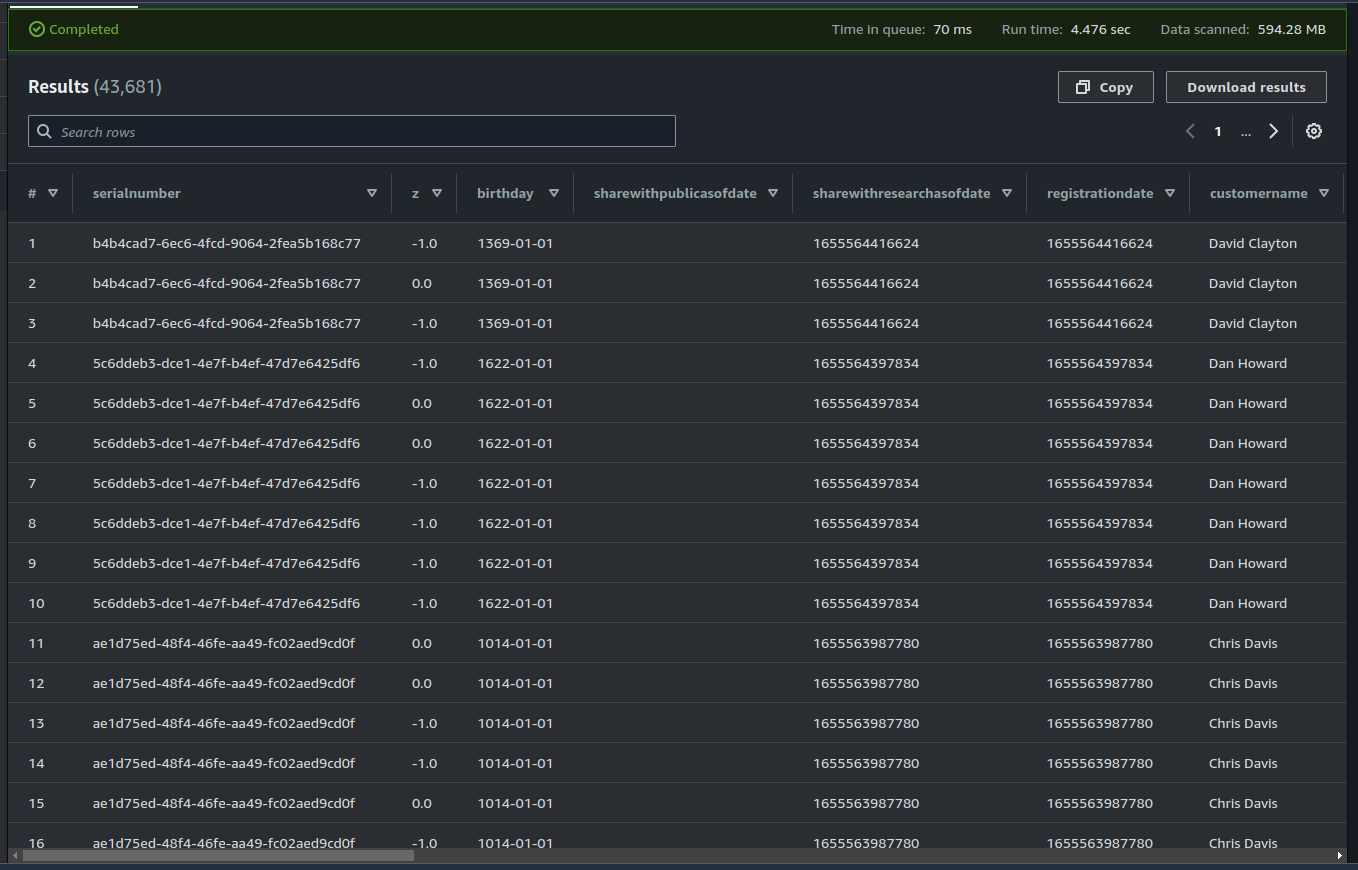 Completed Time in queue: 70 ms Run time: 4.476 sec Data scanned: 594.28 MB
Results (43,681) Copy Download results
Search rows 1 ...
# serialnumber z birthday sharewithpublicasofdate sharewithresearchasofdate registrationdate customername
1 b4b4cad7-6ec6-4fcd-9064-2fea5b168c77 -1.0 1369-01-01 1655564416624 1655564416624 David Clayton
2 b4b4cad7-6ec6-4fcd-9064-2fea5b168c77 0.0 1369-01-01 1655564416624 1655564416624 David Clayton
3 b4b4cad7-6ec6-4fcd-9064-2fea5b168c77 -1.0 1369-01-01 1655564416624 1655564416624 David Clayton
4 5c6ddeb3-dce1-4e7f-b4ef-47d7e6425df6 -1.0 1622-01-01 1655564397834 1655564397834 Dan Howard
5 5c6ddeb3-dce1-4e7f-b4ef-47d7e6425df6 0.0 1622-01-01 1655564397834 1655564397834 Dan Howard
6 5c6ddeb3-dce1-4e7f-b4ef-47d7e6425df6 0.0 1622-01-01 1655564397834 1655564397834 Dan Howard
7 5c6ddeb3-dce1-4e7f-b4ef-47d7e6425df6 -1.0 1622-01-01 1655564397834 1655564397834 Dan Howard
8 5c6ddeb3-dce1-4e7f-b4ef-47d7e6425df6 -1.0 1622-01-01 1655564397834 1655564397834 Dan Howard
9 5c6ddeb3-dce1-4e7f-b4ef-47d7e6425df6 -1.0 1622-01-01 1655564397834 1655564397834 Dan Howard
10 5c6ddeb3-dce1-4e7f-b4ef-47d7e6425df6 -1.0 1622-01-01 1655564397834 1655564397834 Dan Howard
11 ae1d75ed-48f4-46fe-aa49-fc02aed9cd0f 0.0 1014-01-01 1655563987780 1655563987780 Chris Davis
12 ae1d75ed-48f4-46fe-aa49-fc02aed9cd0f 0.0 1014-01-01 1655563987780 1655563987780 Chris Davis
13 ae1d75ed-48f4-46fe-aa49-fc02aed9cd0f -1.0 1014-01-01 1655563987780 1655563987780 Chris Davis
14 ae1d75ed-48f4-46fe-aa49-fc02aed9cd0f -1.0 1014-01-01 1655563987780 1655563987780 Chris Davis
15 ae1d75ed-48f4-46fe-aa49-fc02aed9cd0f 0.0 1014-01-01 1655563987780 1655563987780 Chris Davis
16 ae1d75ed-48f4-46fe-aa49-fc02aed9cd0f -1.0 1014-01-01 1655563987780 1655563987780 Chris Davis